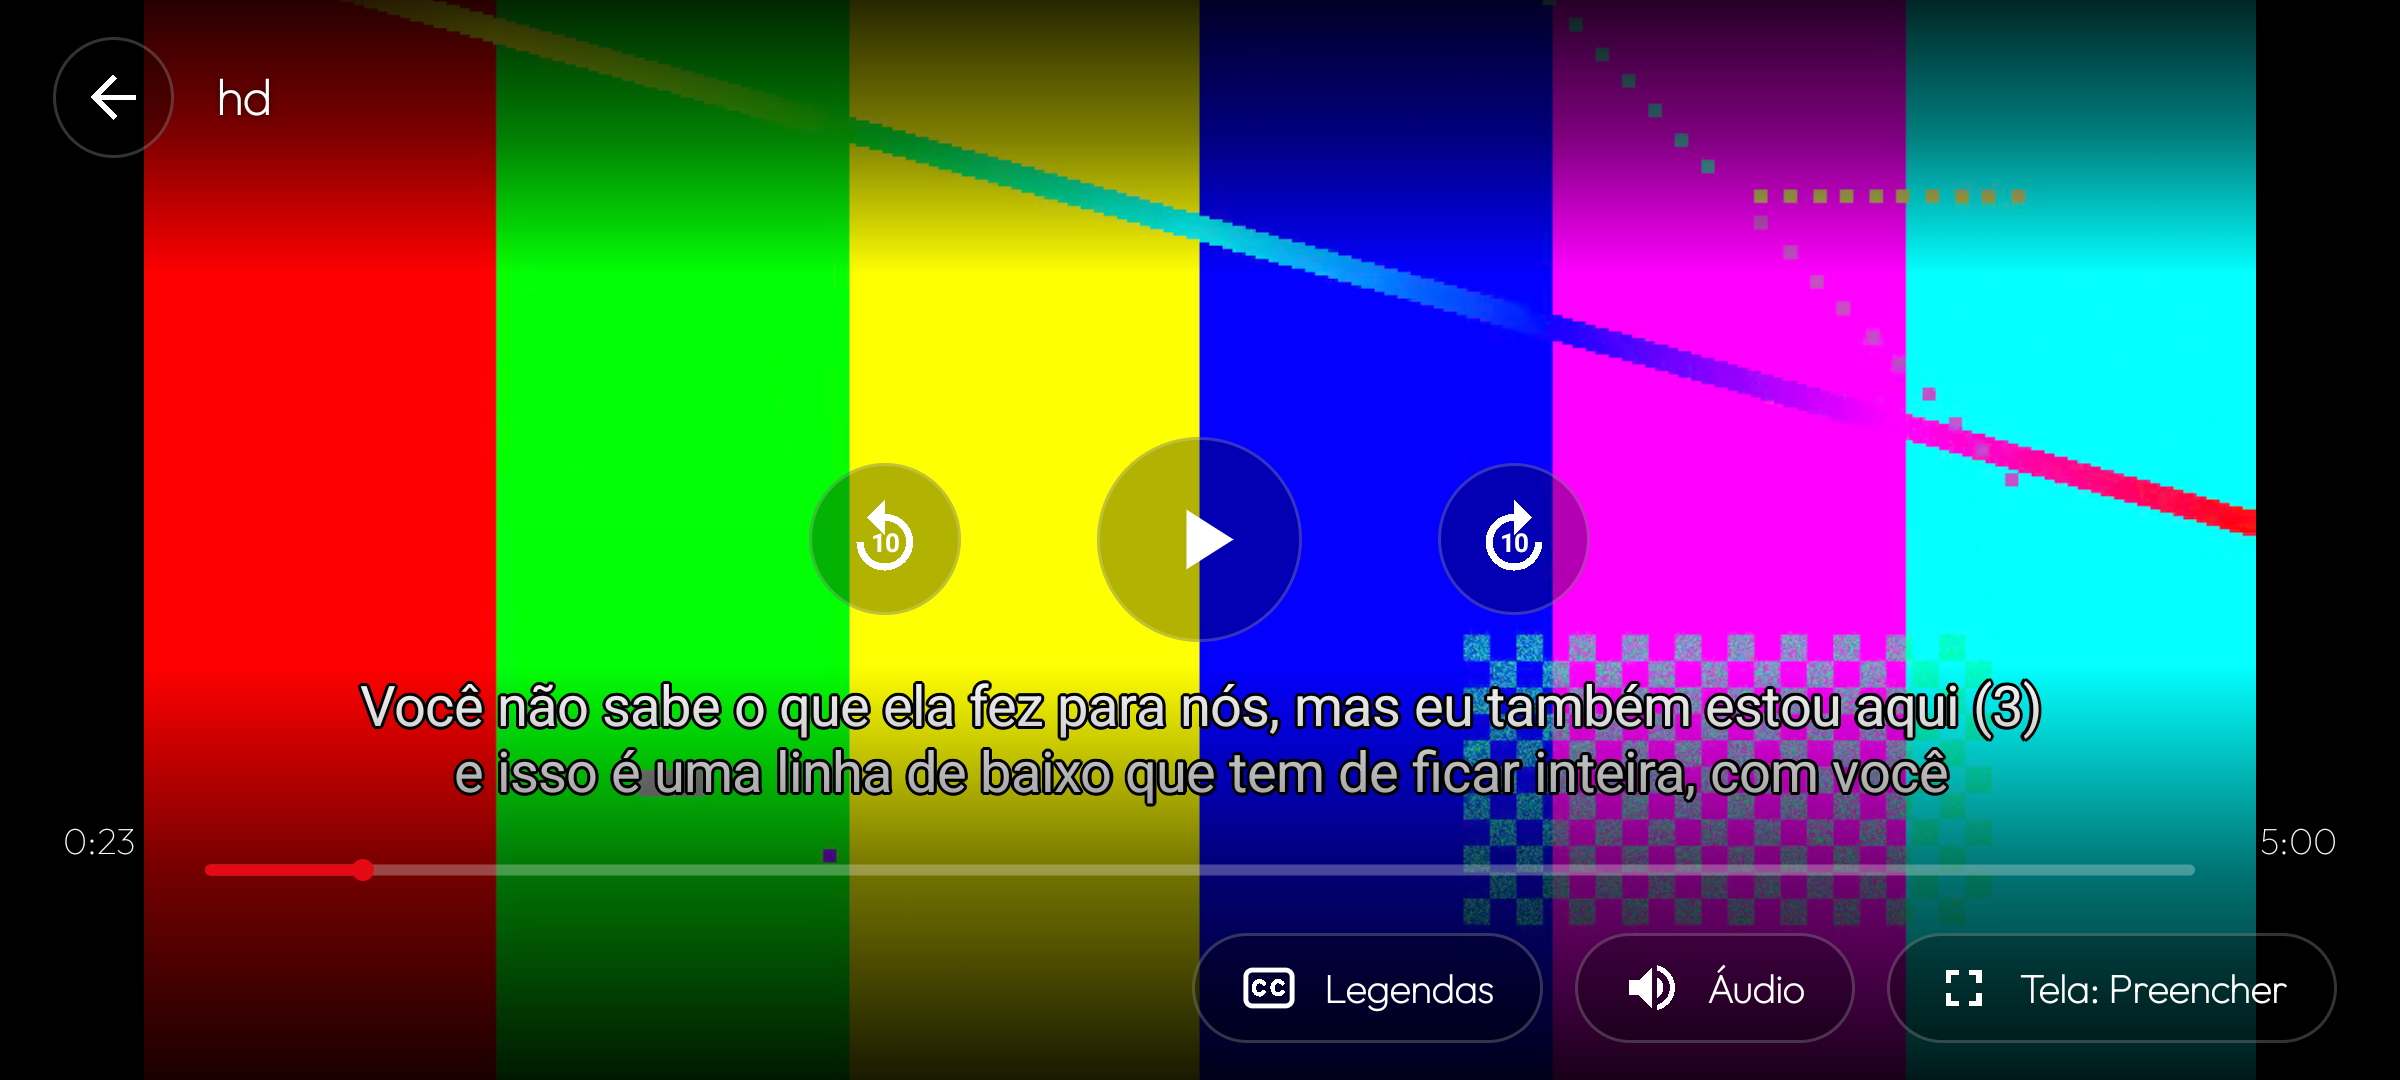 hd
10
10
Você não sabe o que ela fez para nós, mas eu também estou aqui (3)
e isso é uma linha de baixo que tem de ficar inteira, com você
0:23
5:00
CC Legendas
Áudio
Tela: Preencher